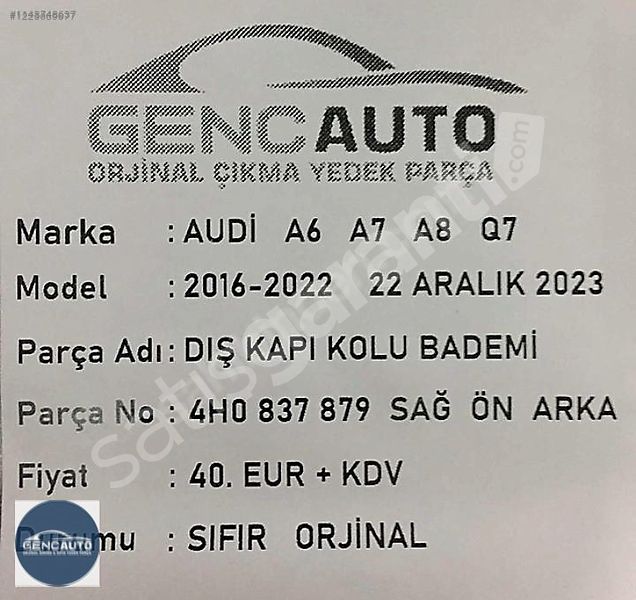 GENCAUTO
ORJİNAL ÇIKMA YEDEK PARÇA
Marka : AUDİ A6 A7 A8 Q7
Model : 2016-2022 22 ARALIK 2023
Parça Adı : DIŞ KAPI KOLU BADEMİ
Parça No : 4H0 837 879 SAĞ ÖN ARKA
Fiyat : 40. EUR + KDV
: SIFIR ORJİNAL
GENCAUTO
satısgaranti.com